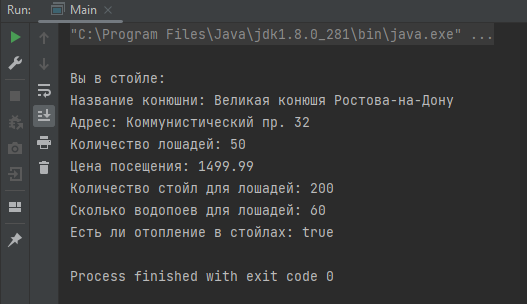 Run: Main
"C:\Program Files\Java\jdk1.8.0_281\bin\java.exe" ...
Вы в стойле:
Название конюшни: Великая конюшя Ростова-на-Дону
Адрес: Коммунистический пр. 32
Количество лошадей: 50
Цена посещения: 1499.99
Количество стойл для лошадей: 200
Сколько водопоев для лошадей: 60
Есть ли отопление в стойлах: true
Process finished with exit code 0